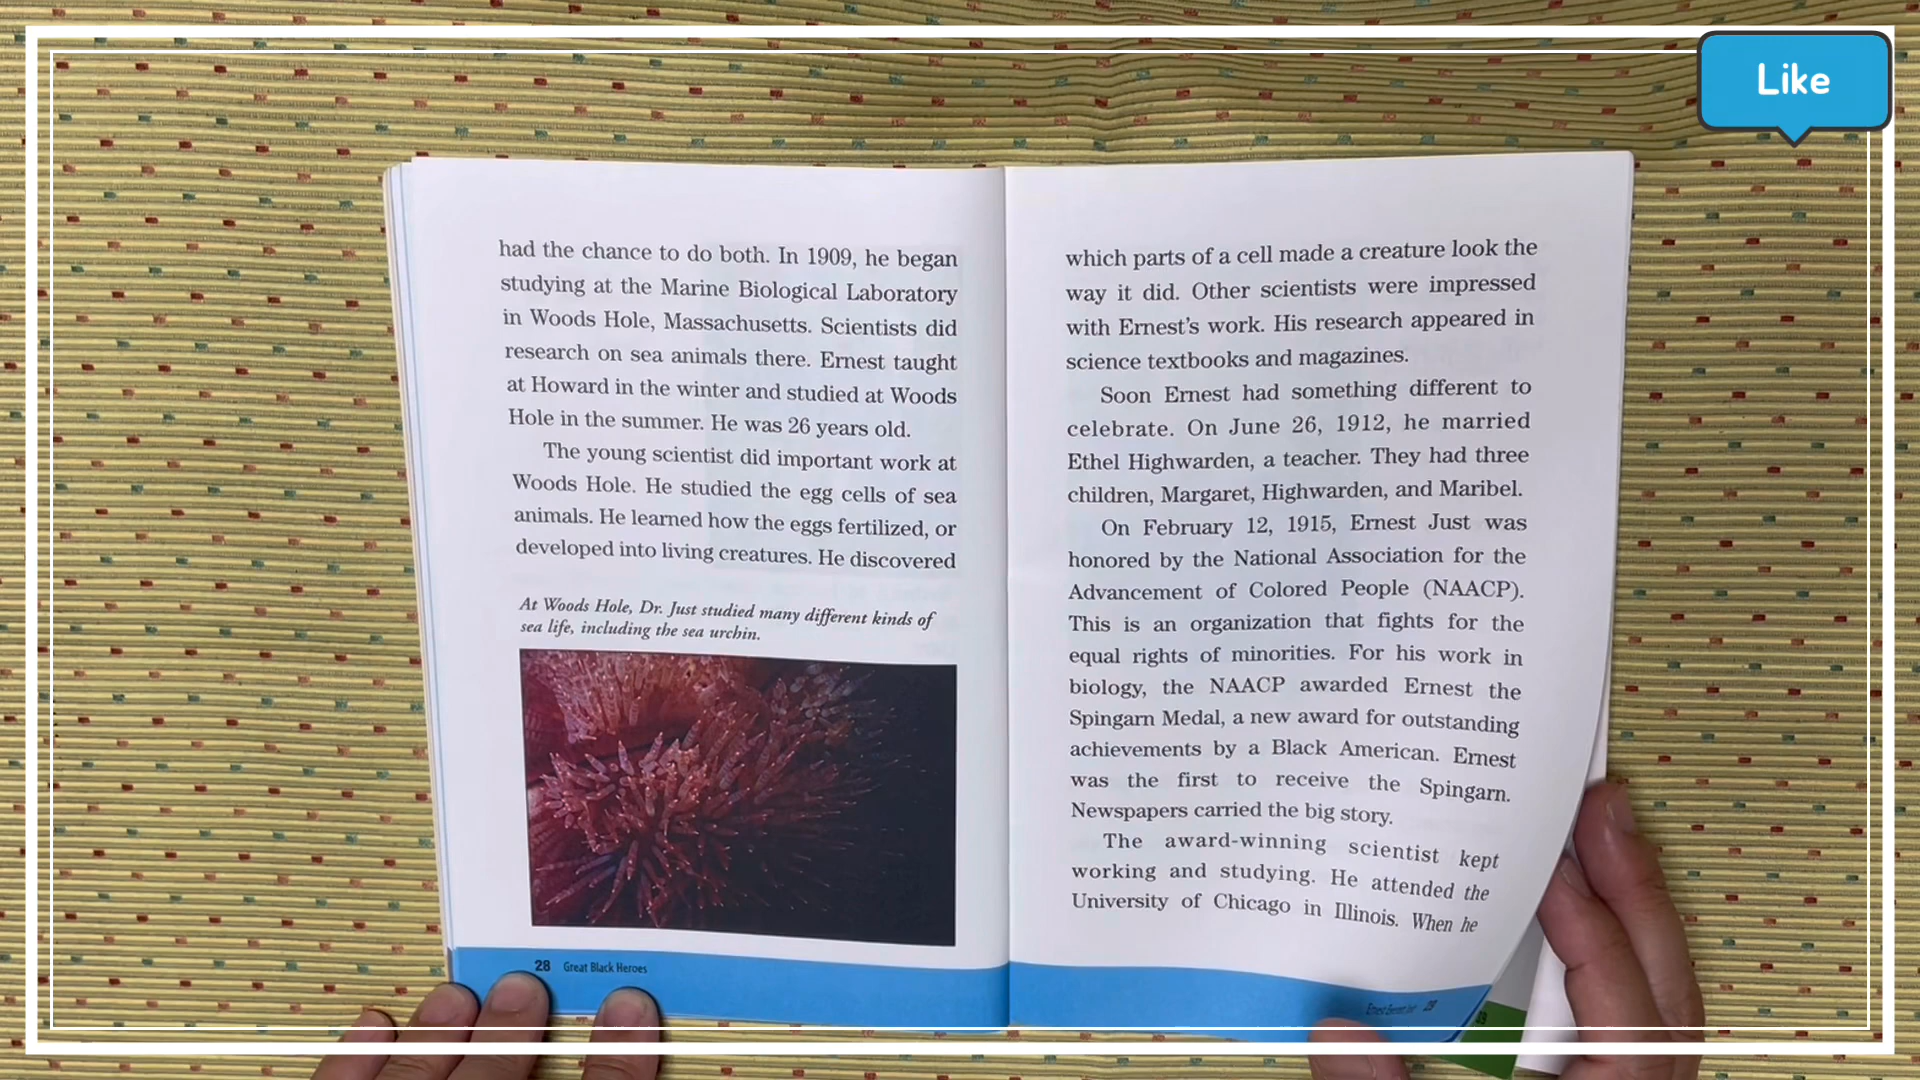 Like
had the chance to do both. In 1909, he began
studying at the Marine Biological Laboratory
in Woods Hole, Massachusetts. Scientists did
research on sea animals there. Ernest taught
at Howard in the winter and studied at Woods
Hole in the summer. He was 26 years old.
The young scientist did important work at
Woods Hole. He studied the egg cells of sea
animals. He learned how the eggs fertilized, or
developed into living creatures. He discovered
At Woods Hole, Dr. Just studied many different kinds of
sea life, including the sea urchin.
28 Great Black Heroes
which parts of a cell made a creature look the
way it did. Other scientists were impressed
with Ernest's work. His research appeared in
science textbooks and magazines.
Soon Ernest had something different to
celebrate. On June 26, 1912, he married
Ethel Highwarden, a teacher. They had three
children, Margaret, Highwarden, and Maribel.
On February 12, 1915, Ernest Just was
honored by the National Association for the
Advancement of Colored People (NAACP).
This is an organization that fights for the
equal rights of minorities. For his work in
biology, the NAACP awarded Ernest the
Spingarn Medal, a new award for outstanding
achievements by a Black American. Ernest
was the first to receive the Spingarn.
Newspapers carried the big story.
The award-winning scientist kept
working and studying. He attended the
University of Chicago in Illinois. When he
Ernest Everett Just 29